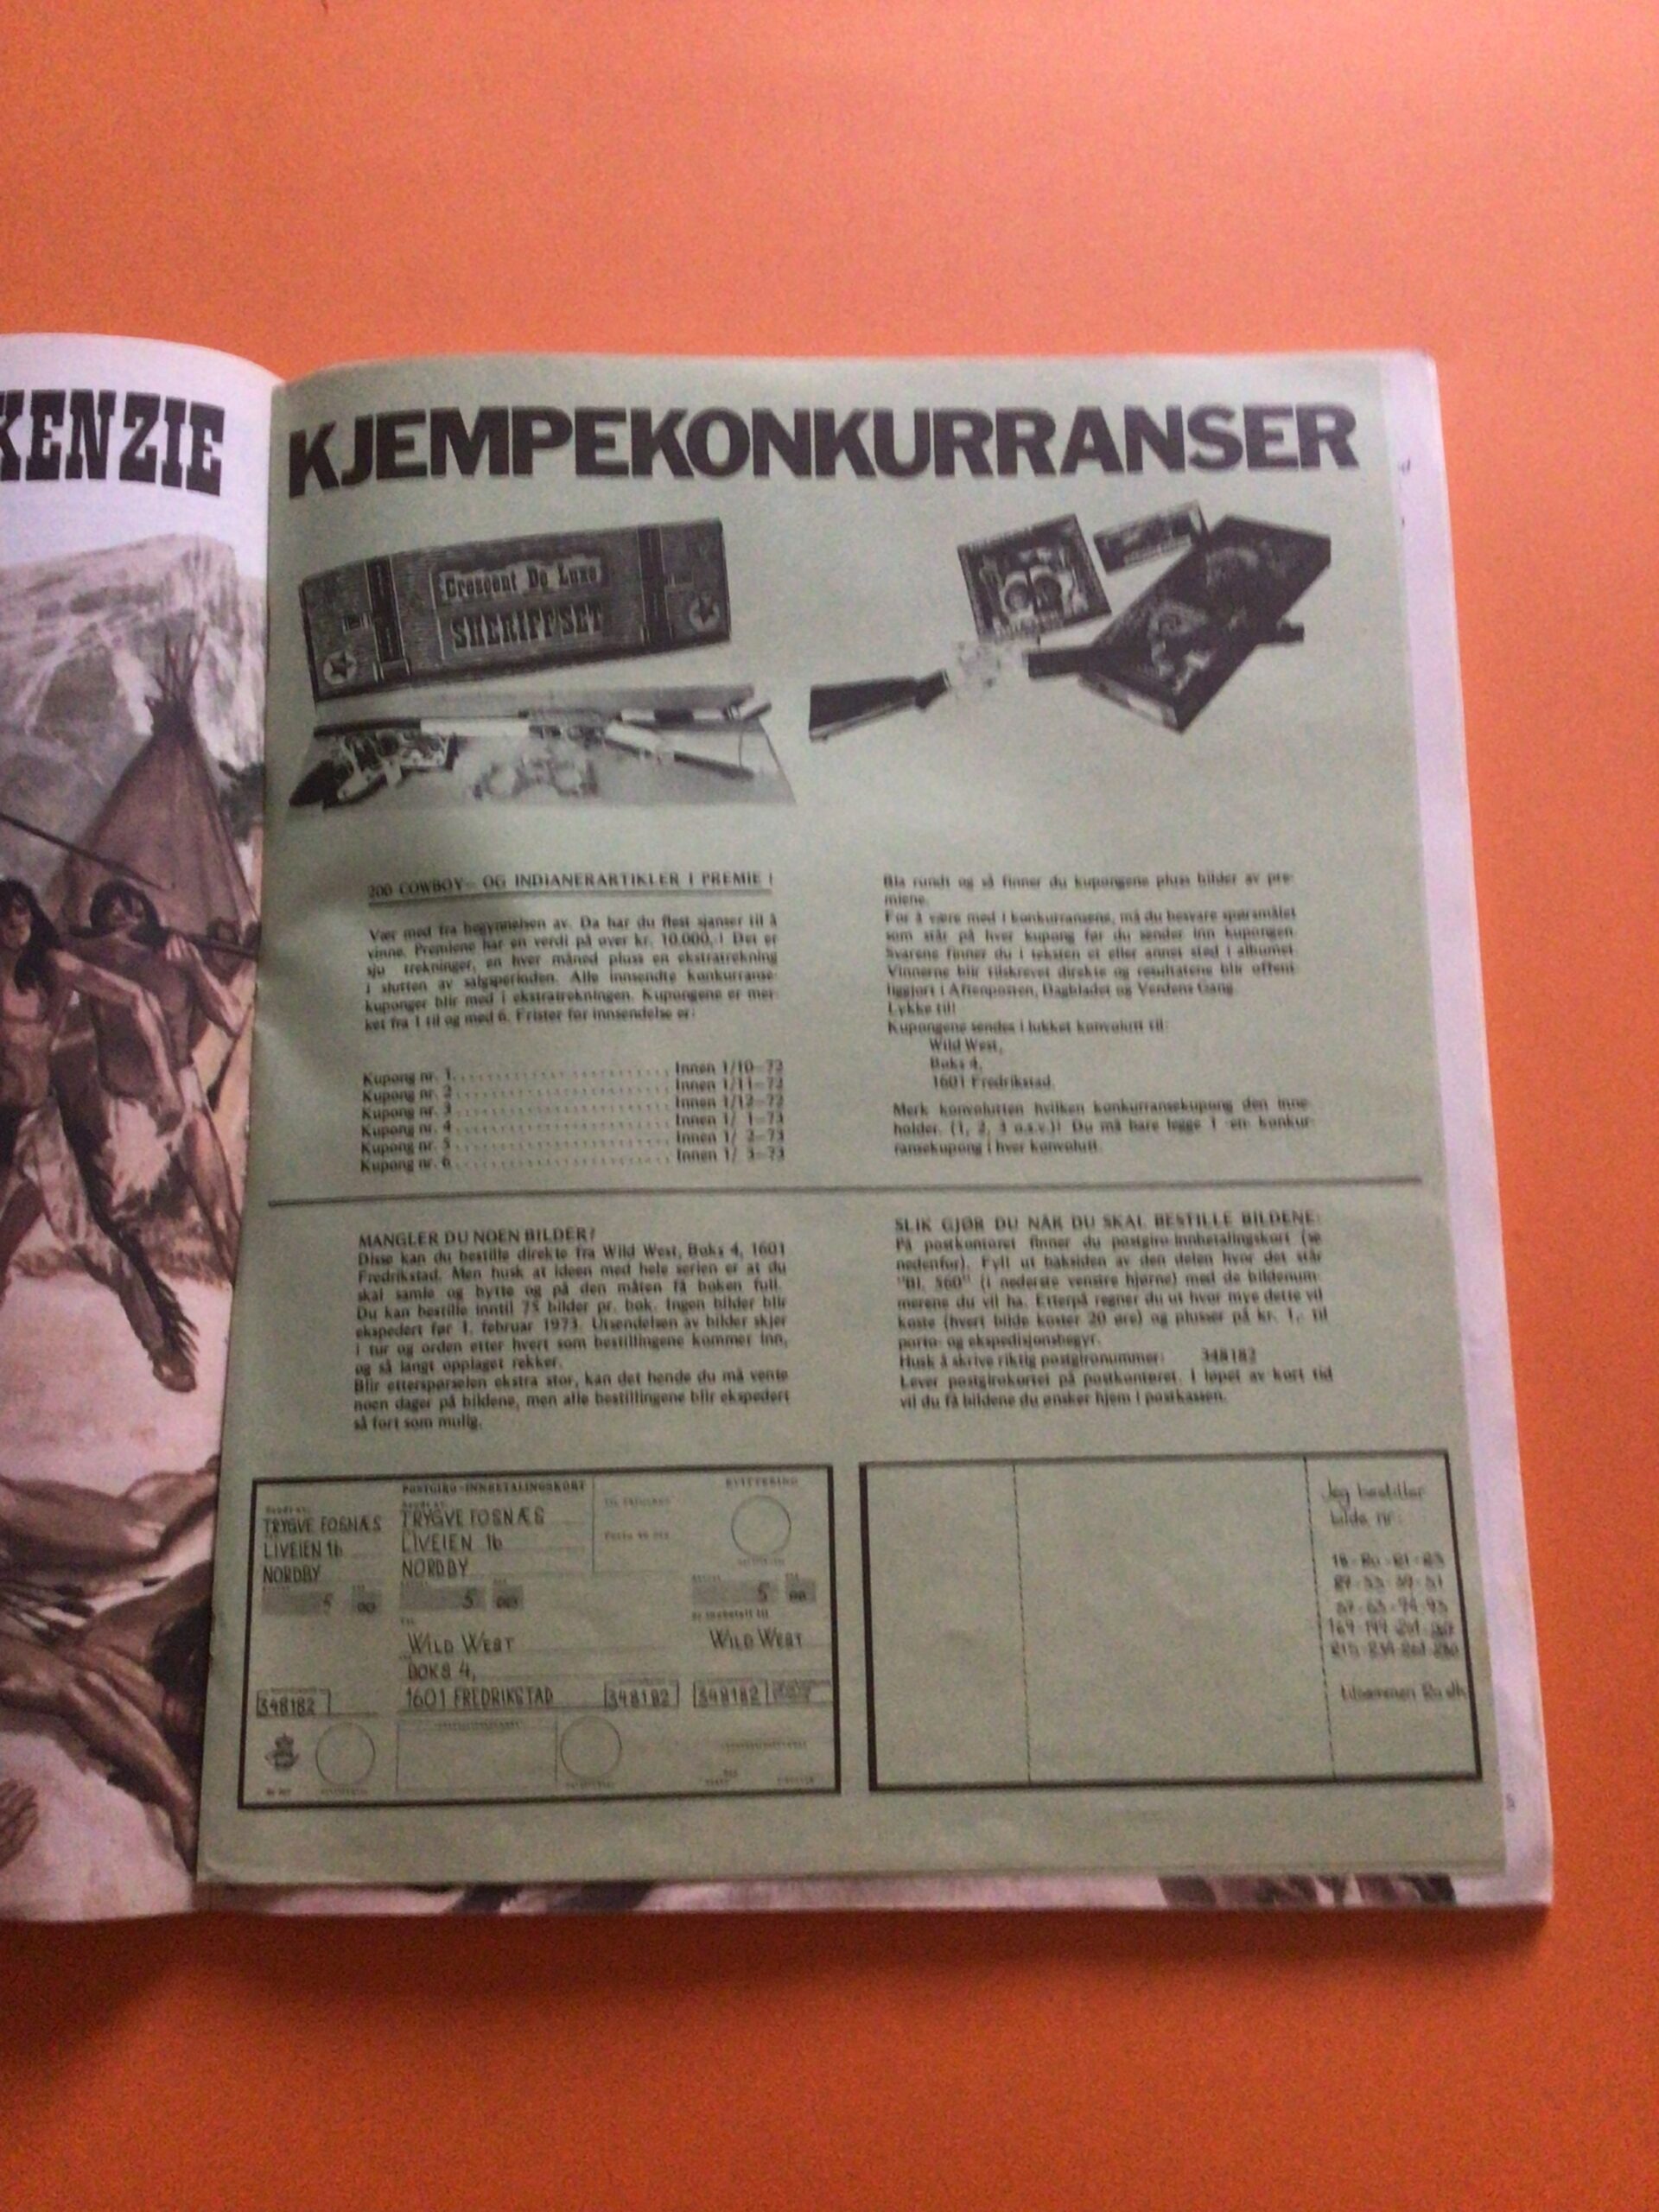 KENZIE
KJEMPEKONKURRANSER
Crescent De Luxe
SHERIFF SET
200 COWBOY- OG INDIANERARTIKLER I PREMIE !
Vær med fra begynnelsen av. Da har du flest sjanser til å
vinne. Premiene har en verdi på over kr. 10.000,-! Det er
sju trekninger, en hver måned pluss en ekstratrekning
i slutten av salgsperioden. Alle innsendte konkurranse-
kuponger blir med i ekstratrekningen. Kupongene er mer-
ket fra 1 til og med 6. Frister for innsendelse er:
Kupong nr. 1. Innen 1/10-72
Kupong nr. 2 Innen 1/11-72
Kupong nr. 3 Innen 1/12-72
Kupong nr. 4 Innen 1/ 1-73
Kupong nr. 5 Innen 1/ 2-73
Kupong nr. 6 Innen 1/ 3-73
Bla rundt og så finner du kupongene pluss bilder av pre-
miene.
For å være med i konkurransene, må du besvare spørsmålet
som står på hver kupong før du sender inn kupongen.
Svarene finner du i teksten et eller annet sted i albumet.
Vinnerne blir tilskrevet direkte og resultatene blir offent-
liggjort i Aftenposten, Dagbladet og Verdens Gang.
Lykke til!
Kupongene sendes i lukket konvolutt til:
Wild West,
Boks 4,
1601 Fredrikstad.
Merk konvolutten hvilken konkurransekupong den inne-
holder. (1, 2, 3 o.s.v.)! Du må bare legge 1 -en- konkur-
ransekupong i hver konvolutt.
MANGLER DU NOEN BILDER?
Disse kan du bestille direkte fra Wild West, Boks 4, 1601
Fredrikstad. Men husk at ideen med hele serien er at du
skal samle og bytte og på den måten få boken full.
Du kan bestille inntil 75 bilder pr. bok. Ingen bilder blir
ekspedert før 1. februar 1973. Utsendelsen av bilder skjer
i tur og orden etter hvert som bestillingene kommer inn,
og så langt opplaget rekker.
Blir etterspørselen ekstra stor, kan det hende du må vente
noen dager på bildene, men alle bestillingene blir ekspedert
så fort som mulig.
SLIK GJØR DU NÅR DU SKAL BESTILLE BILDENE:
På postkontoret finner du postgiro-innbetalingskort (se
nedenfor). Fyll ut baksiden av den delen hvor det står
"Bl. 560" (i nederste venstre hjørne) med de bildenum-
merene du vil ha. Etterpå regner du ut hvor mye dette vil
koste (hvert bilde koster 20 øre) og plusser på kr. 1,- til
porto- og ekspedisjonsbegyr.
Husk å skrive riktig postgironummer: 348182
Lever postgirokortet på postkontoret. I løpet av kort tid
vil du få bildene du ønsker hjem i postkassen.
POSTGIRO-INNBETALINGSKORT KVITTERING
TRYGVE FOSNÆS TRYGVE FOSNÆS
LIVEIEN 1b LIVEIEN 1b
NORDBY NORDBY
5 00 5 00 5 00
WILD WEST WILD WEST
BOKS 4,
348182 1601 FREDRIKSTAD 348182 348182
Jeg bestiller
bilde nr: